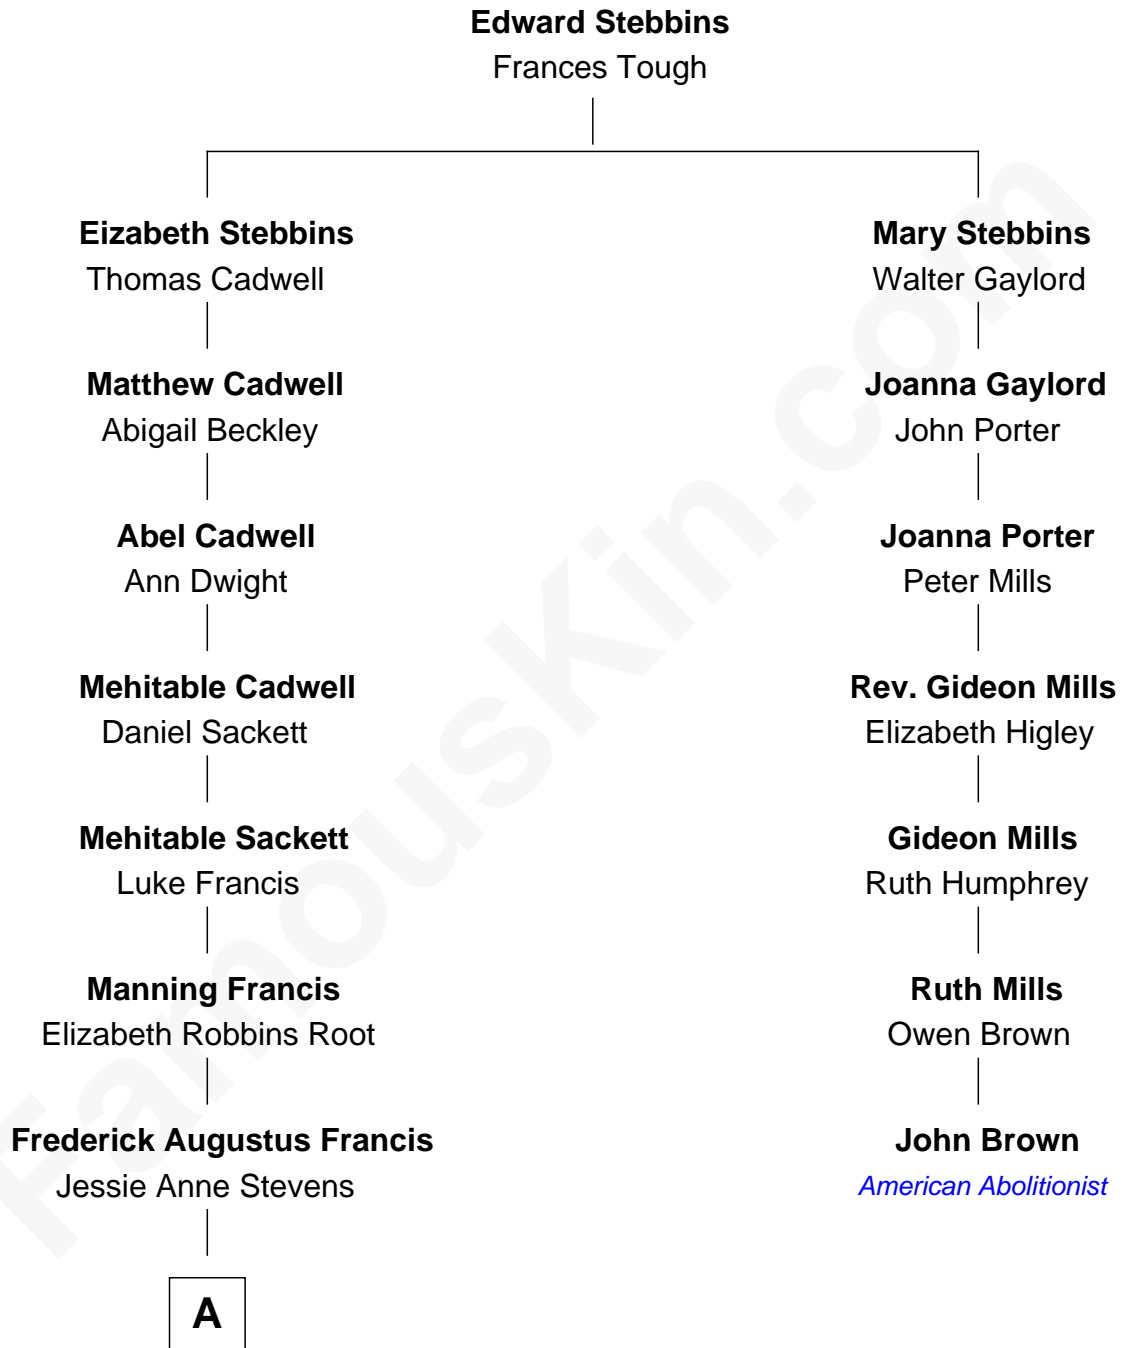 Edward Stebbins
Frances Tough
Eizabeth Stebbins
Thomas Cadwell
Mary Stebbins
Walter Gaylord
Matthew Cadwell
Abigail Beckley
Joanna Gaylord
John Porter
Abel Cadwell
Ann Dwight
Joanna Porter
Peter Mills
Mehitable Cadwell
Daniel Sackett
Rev. Gideon Mills
Elizabeth Higley
Mehitable Sackett
Luke Francis
Gideon Mills
Ruth Humphrey
Manning Francis
Elizabeth Robbins Root
Ruth Mills
Owen Brown
Frederick Augustus Francis
Jessie Anne Stevens
John Brown
American Abolitionist
A
FamousKin.com